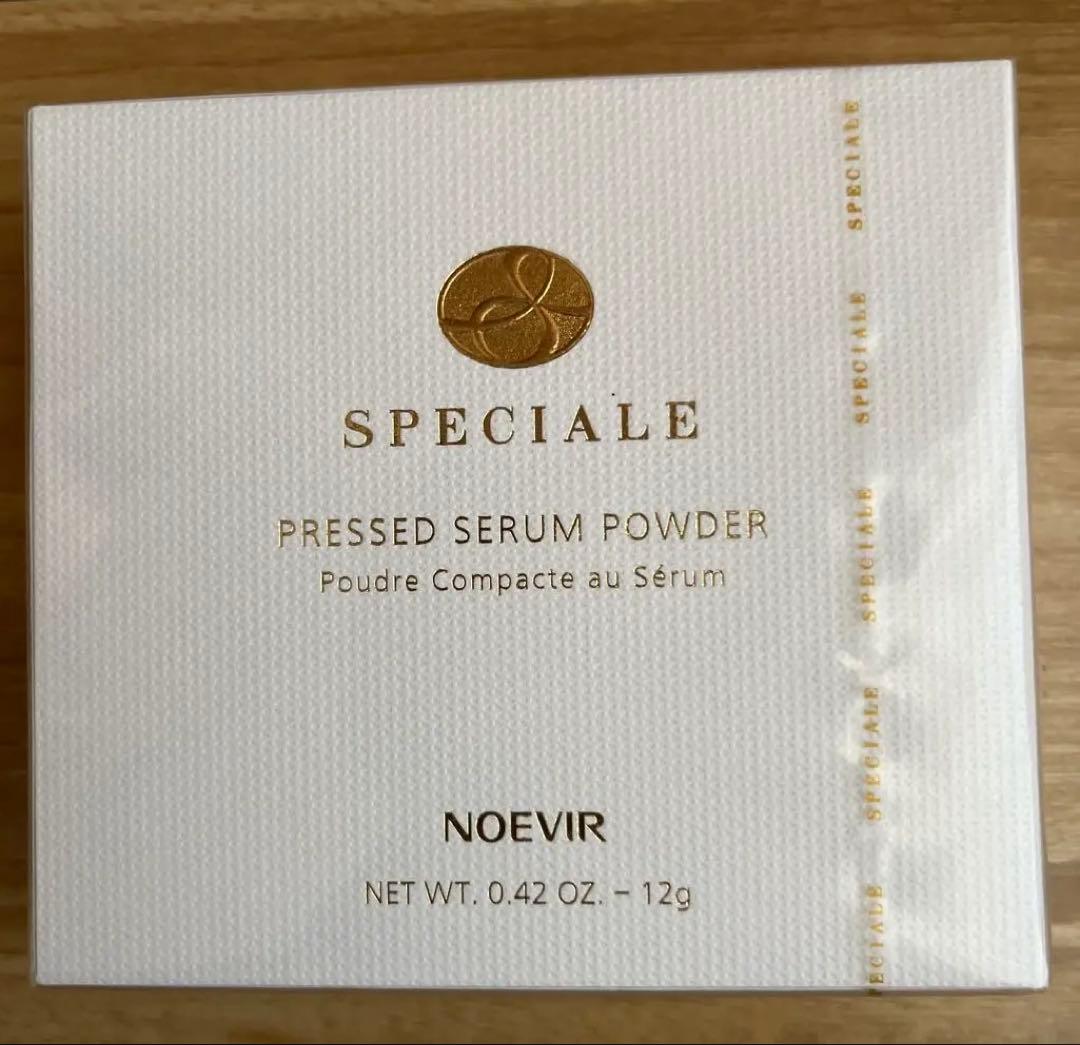 SPECIALE
PRESSED SERUM POWDER
Poudre Compacte au Sérum
NOEVIR
NET WT. 0.42 OZ. – 12g
SPECIALE
SPECIALE
SPECIALE
SPECIALE
ECIALE